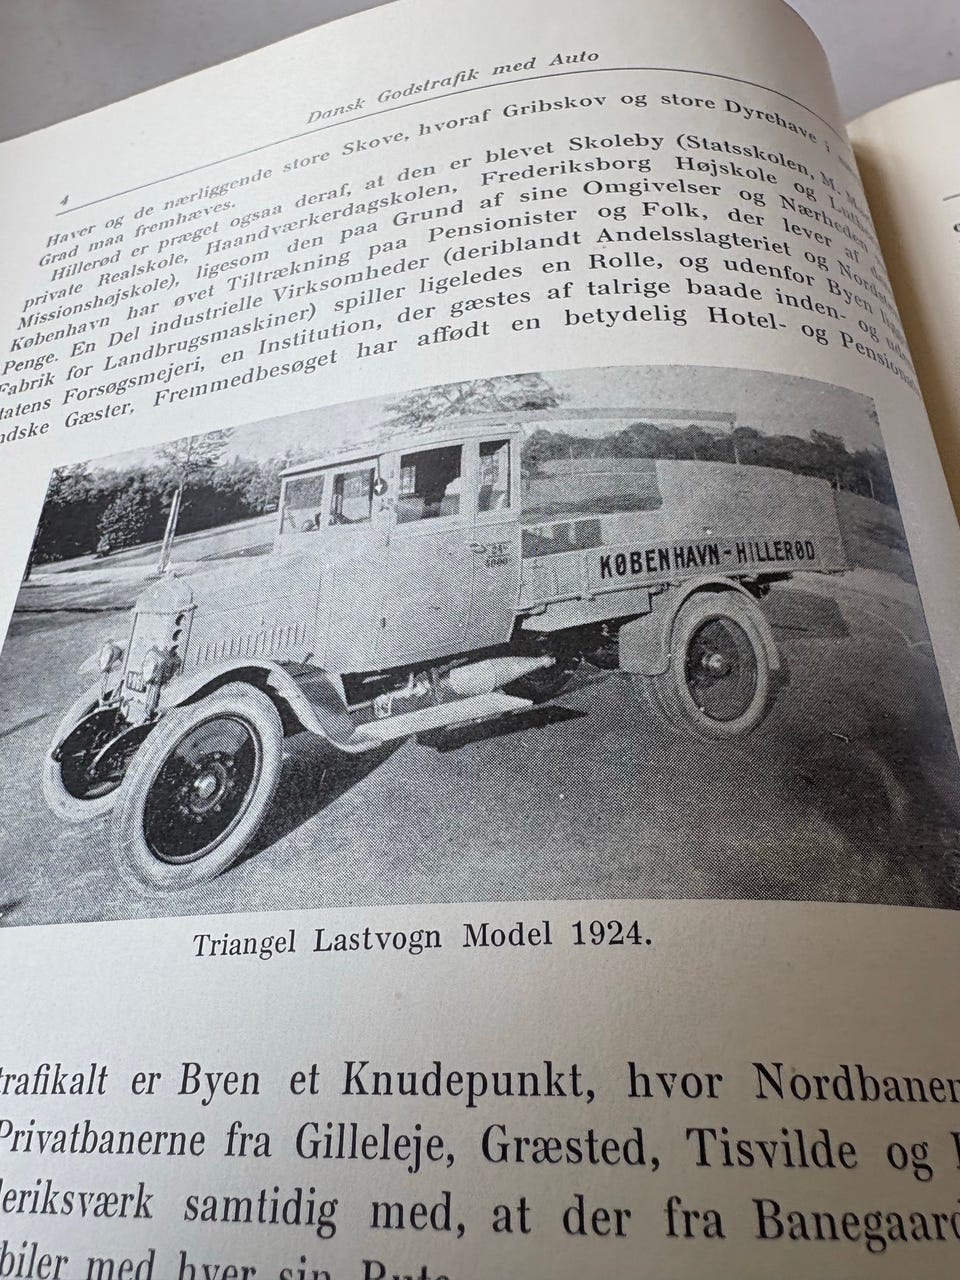 Dansk Godstrafik med Auto
4
Haver og de nærliggende store Skove, hvoraf Gribskov og store Dyrehave i
Grad maa fremhæves.
Hillerød er præget ogsaa deraf, at den er blevet Skoleby (Statsskolen, M.
private Realskole, Haandværkerdagskolen, Frederiksborg Højskole og
Missionshøjskole), ligesom den paa Grund af sine Omgivelser og Nærheden af
København har øvet Tiltrækning paa Pensionister og Folk, der lever af
Penge. En Del industrielle Virksomheder (deriblandt Andelsslagteriet og
Fabrik for Landbrugsmaskiner) spiller ligeledes en Rolle, og udenfor Byen
tatens Forsøgsmejeri, en Institution, der gæstes af talrige baade inden- og
ndske Gæster, Fremmedbesøget har affødt en betydelig Hotel- og
KØBENHAVN - HILLERØD
Triangel Lastvogn Model 1924.
trafikalt er Byen et Knudepunkt, hvor Nordbanen
Privatbanerne fra Gilleleje, Græsted, Tisvilde og
leriksværk samtidig med, at der fra Banegaard
biler med hver sin Rute